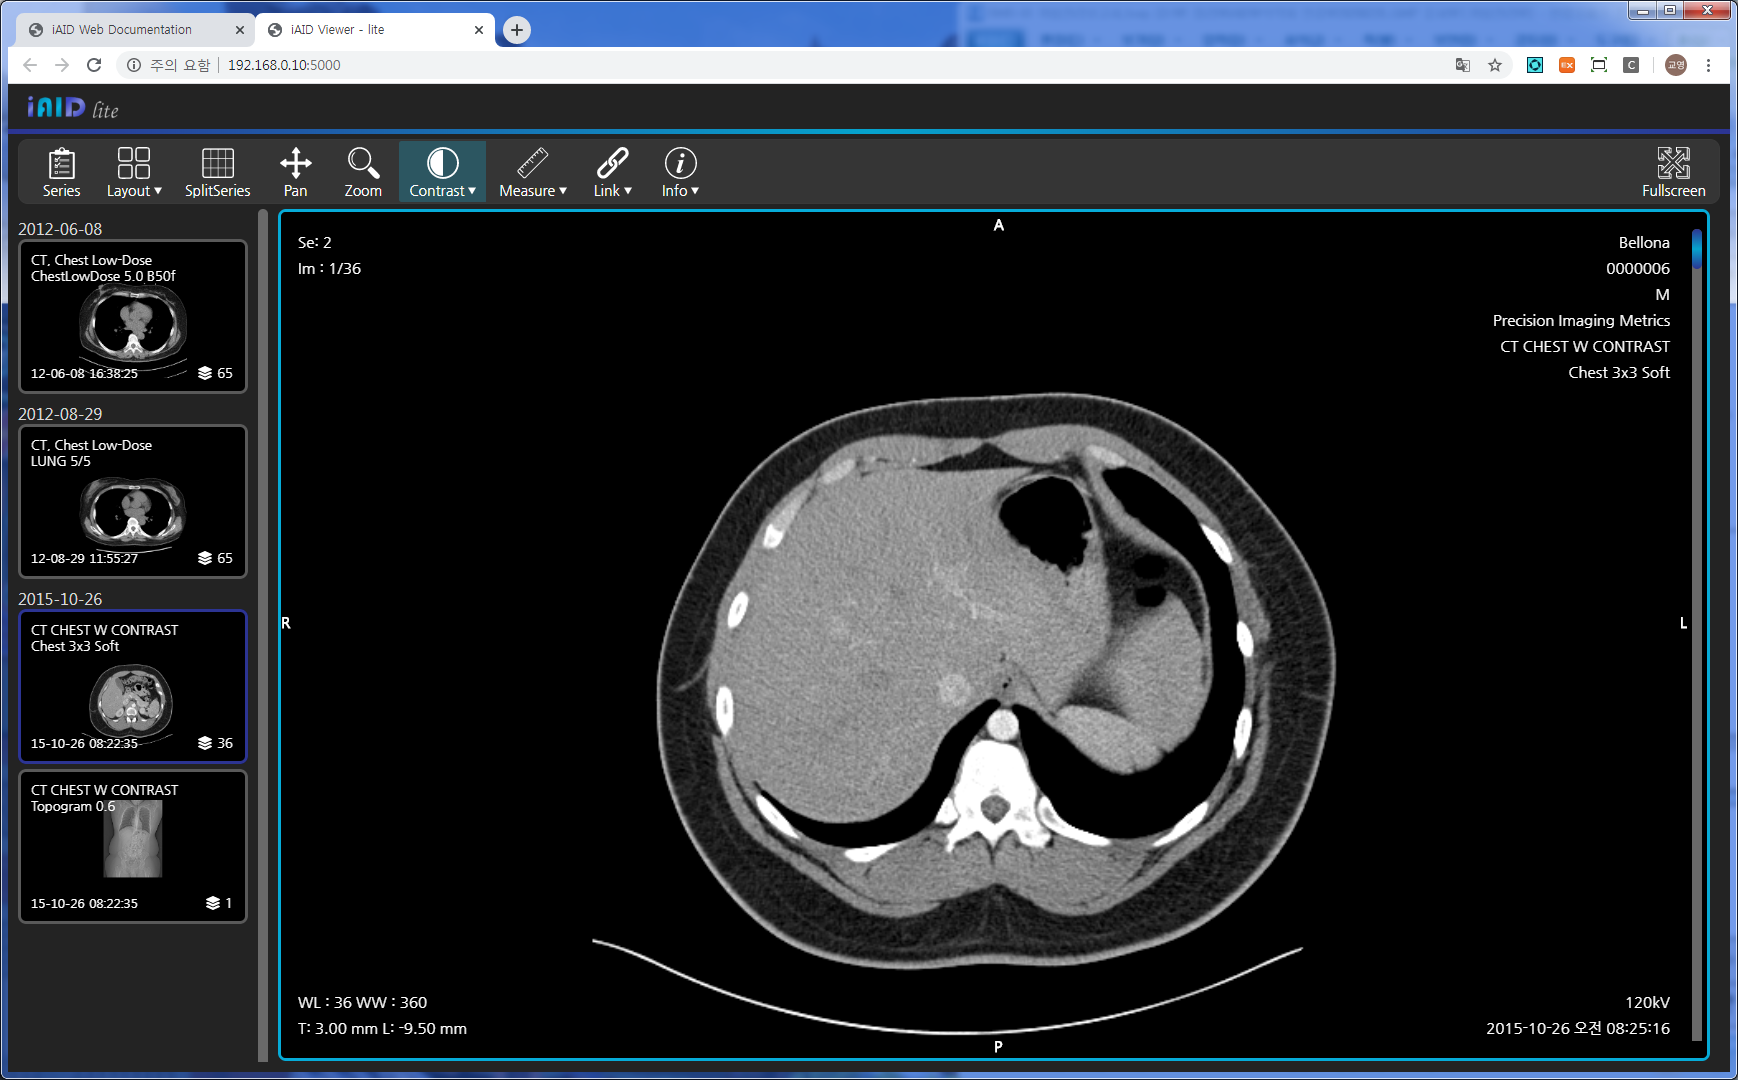 iAID Web Documentation
iAID Viewer - lite
주의 요함
192.168.0.10:5000
EX
C
교영
iAID lite
Series
Layout ▾
SplitSeries
Pan
Zoom
Contrast ▾
Measure ▾
Link ▾
Info ▾
Fullscreen
2012-06-08
CT, Chest Low-Dose
ChestLowDose 5.0 B50f
12-06-08 16:38:25
65
2012-08-29
CT, Chest Low-Dose
LUNG 5/5
12-08-29 11:55:27
65
2015-10-26
CT CHEST W CONTRAST
Chest 3x3 Soft
15-10-26 08:22:35
36
CT CHEST W CONTRAST
Topogram 0.6
15-10-26 08:22:35
1
A
Se: 2
Im : 1/36
Bellona
0000006
M
Precision Imaging Metrics
CT CHEST W CONTRAST
Chest 3x3 Soft
R
L
WL : 36 WW : 360
T: 3.00 mm L: -9.50 mm
120kV
2015-10-26 오전 08:25:16
P